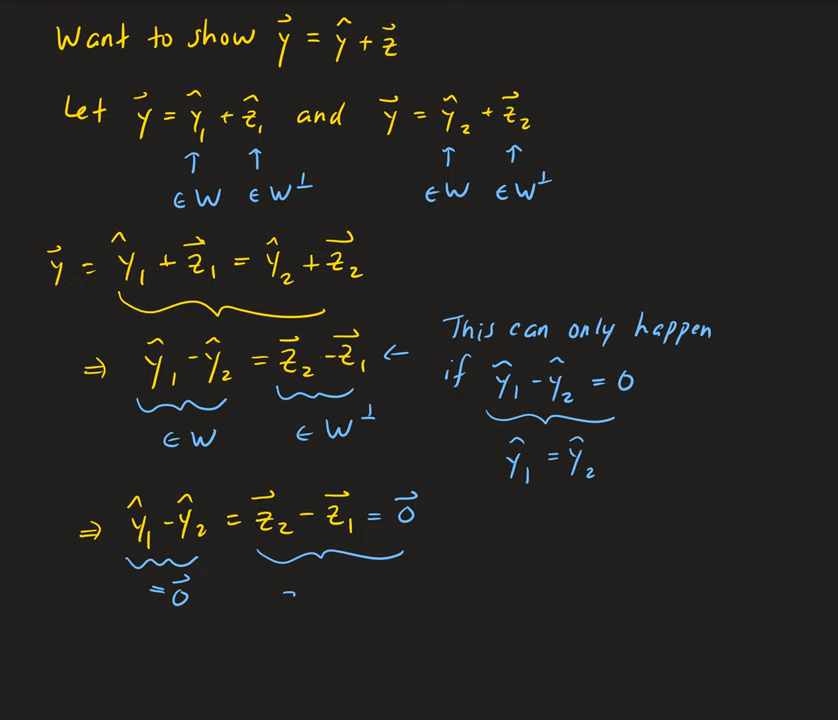 Want to show y⃗ = ŷ + z⃗
Let y⃗ = ŷ₁ + ẑ₁ and y⃗ = ŷ₂ + z⃗₂
↑ ↑ ↑ ↑
∈ W ∈ W⊥ ∈ W ∈ W⊥
y⃗ = ŷ₁ + z⃗₁ = ŷ₂ + z⃗₂
⇒ ŷ₁ - ŷ₂ = z⃗₂ - z⃗₁ ←
∈ W ∈ W⊥
This can only happen
if ŷ₁ - ŷ₂ = 0
ŷ₁ = ŷ₂
⇒ ŷ₁ - ŷ₂ = z⃗₂ - z⃗₁ = 0⃗
= 0⃗